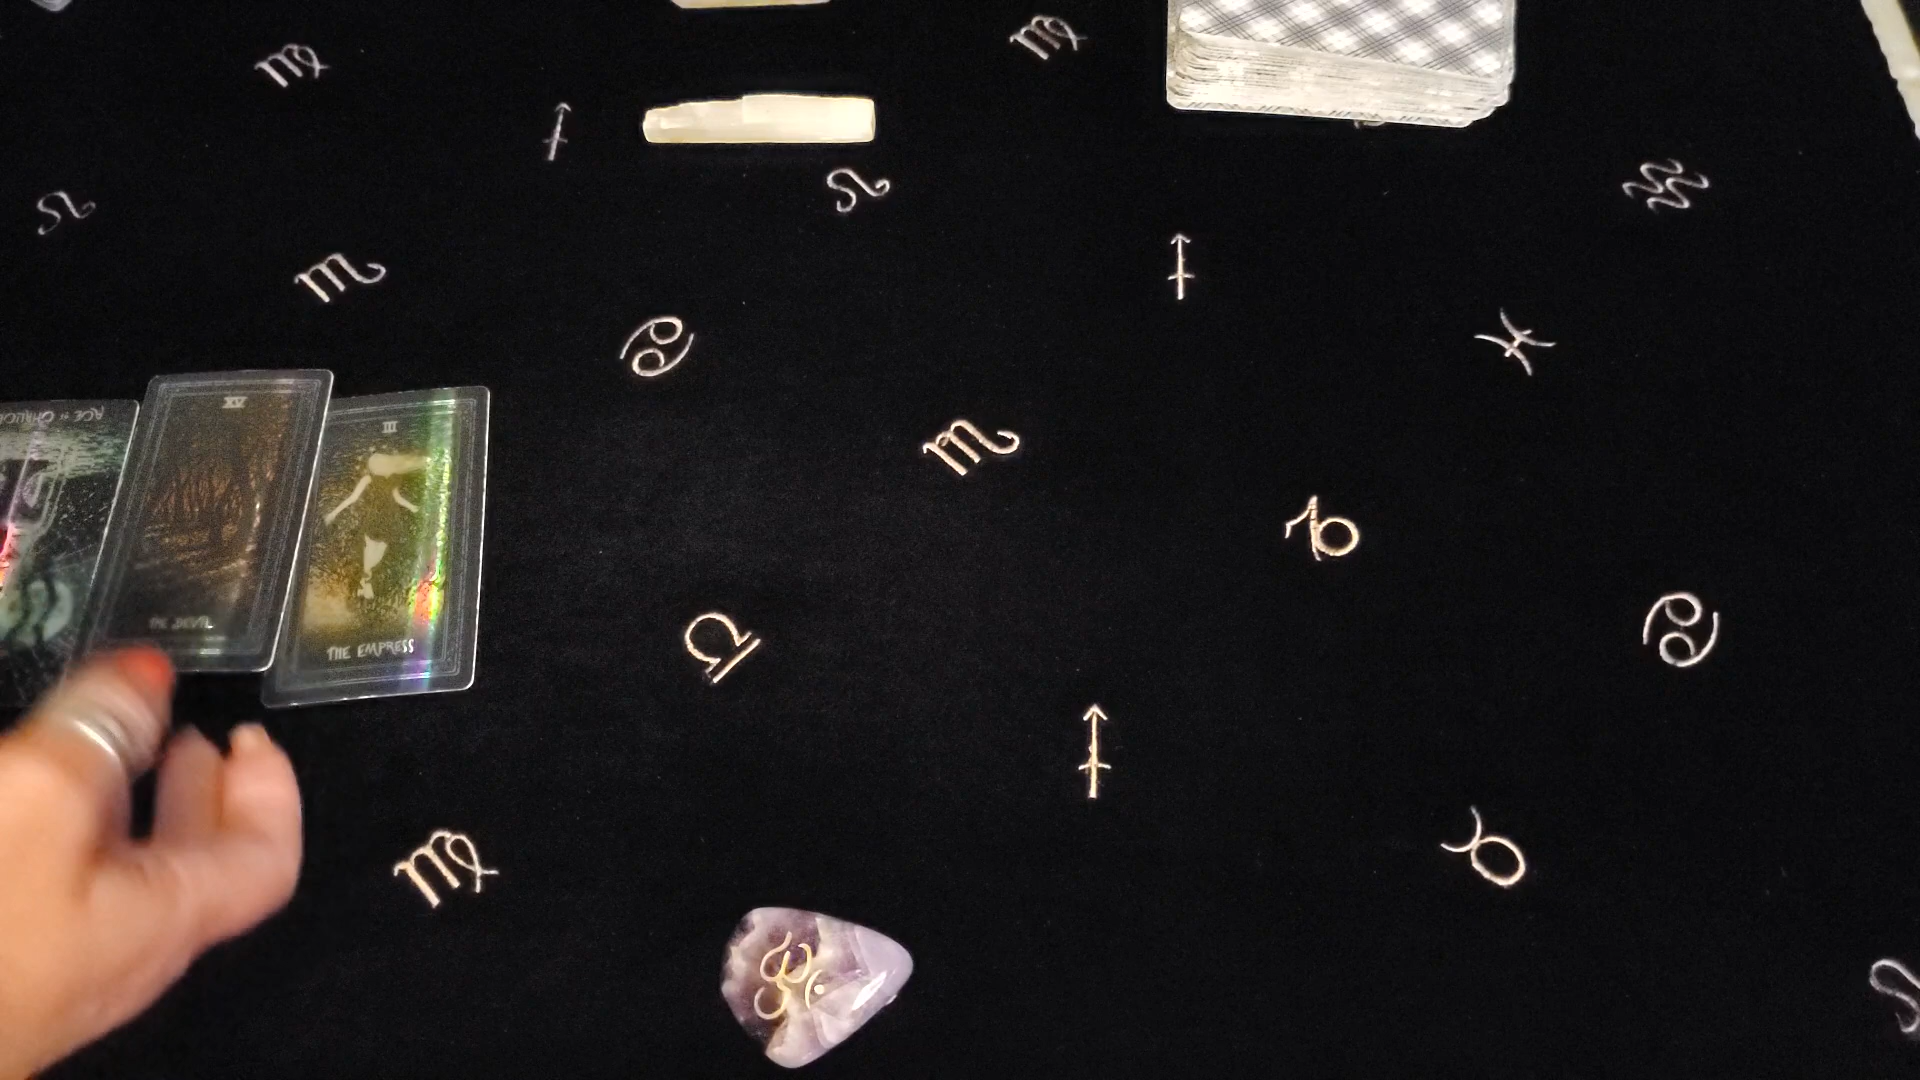 ACE OF CHALICES
XV
THE DEVIL
III
THE EMPRESS
ॐ